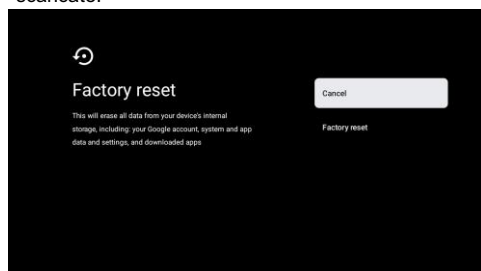 scaricato.
Factory reset
This will erase all data from your device's internal
storage, including: your Google account, system and app
data and settings, and downloaded apps
Cancel
Factory reset